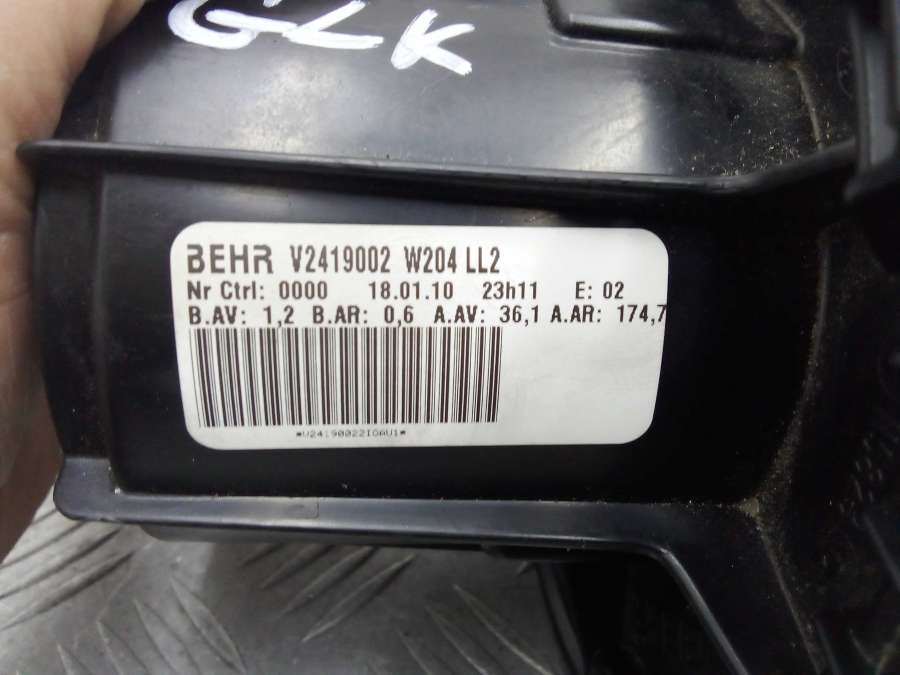 GLK
BEHR V2419002 W204 LL2
Nr Ctrl: 0000 18.01.10 23h11 E: 02
B.AV: 1,2 B.AR: 0,6 A.AV: 36,1 A.AR: 174,7
*V24190022IOAU1*